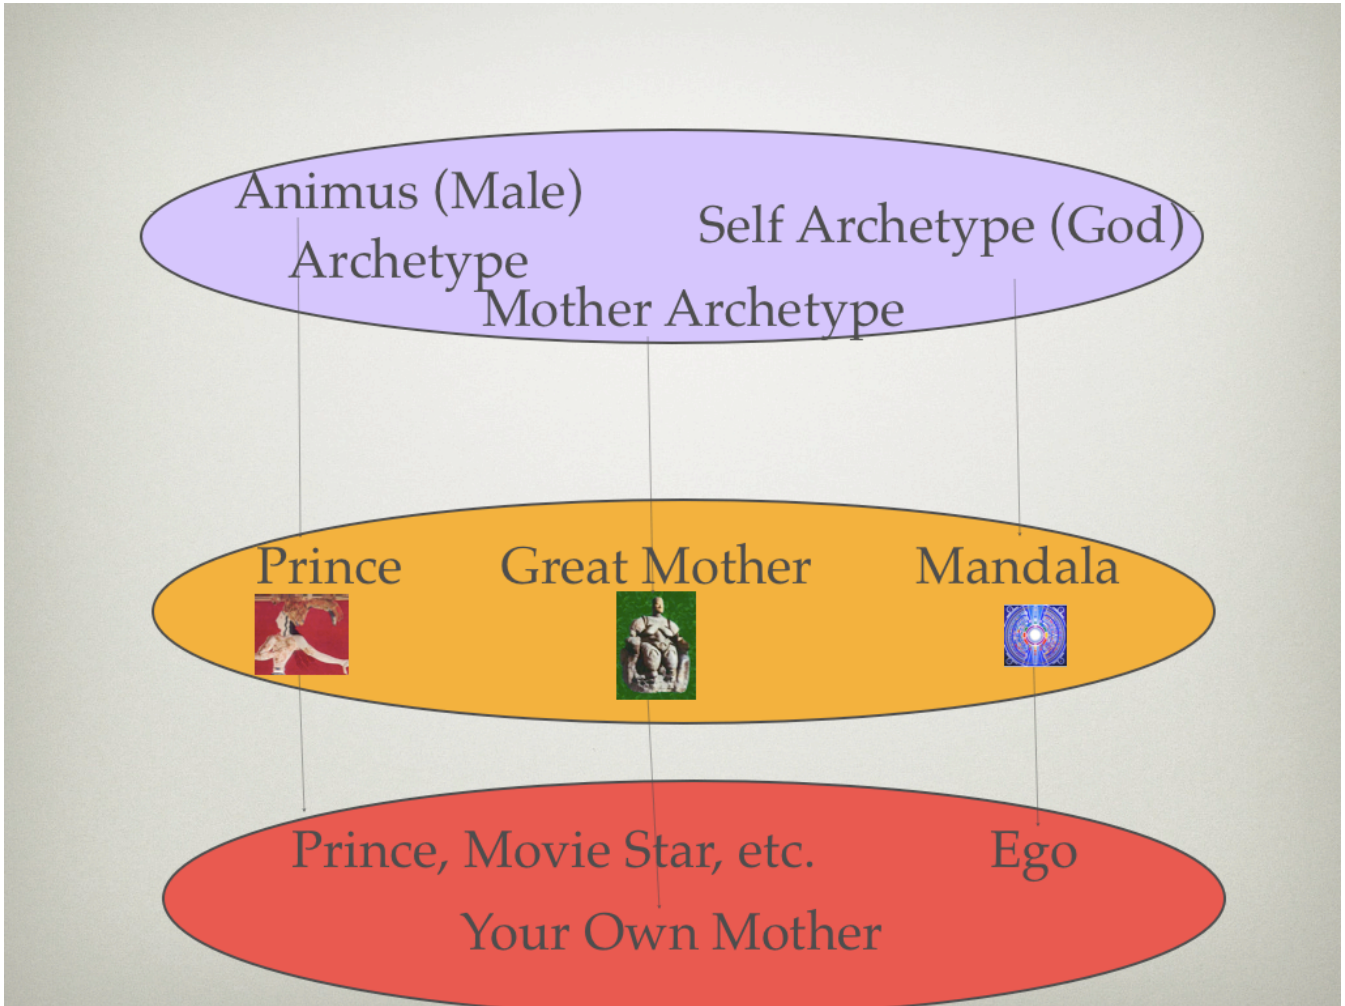 Animus (Male)
Archetype
Self Archetype (God)
Mother Archetype
Prince
Great Mother
Mandala
Prince, Movie Star, etc.
Ego
Your Own Mother